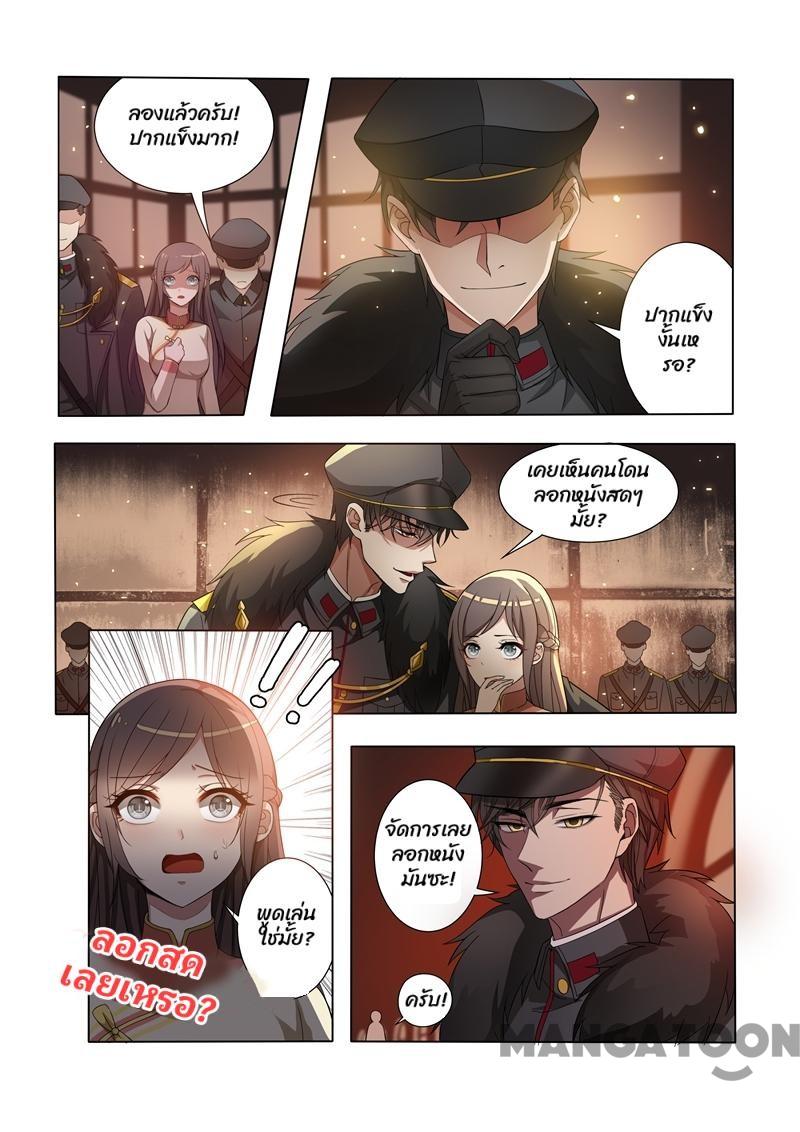 ลองแล้วครับ!
ปากแข็งมาก!
ปากแข็ง
งั้นเห
รอ?
เคยเห็นคนโดน
ลอกหนังสดๆ
มั้ย?
!!
??
พูดเล่น
ใช่มั้ย?
ลอกสด
เลยเหรอ?
จัดการเลย
ลอกหนัง
มันซะ!
ครับ!
MANGATOON